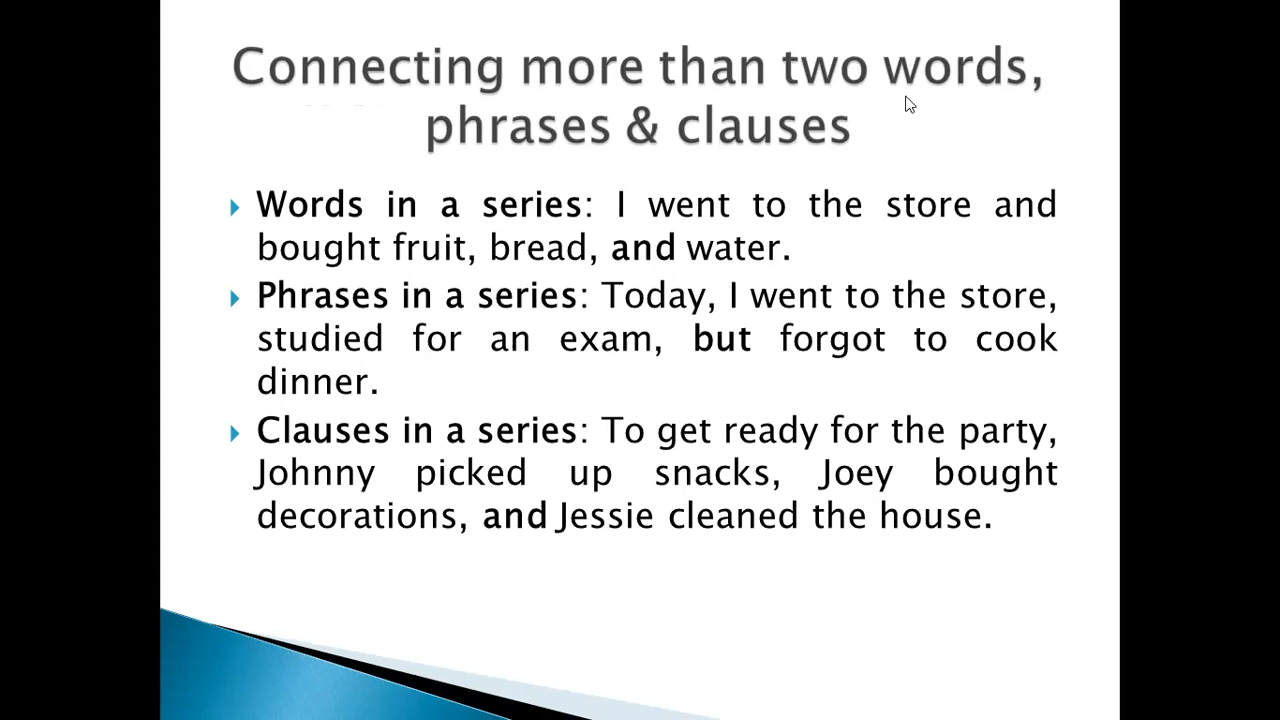 Connecting more than two words,
phrases & clauses
Words in a series: I went to the store and
bought fruit, bread, and water.
Phrases in a series: Today, I went to the store,
studied for an exam, but forgot to cook
dinner.
Clauses in a series: To get ready for the party,
Johnny picked up snacks, Joey bought
decorations, and Jessie cleaned the house.